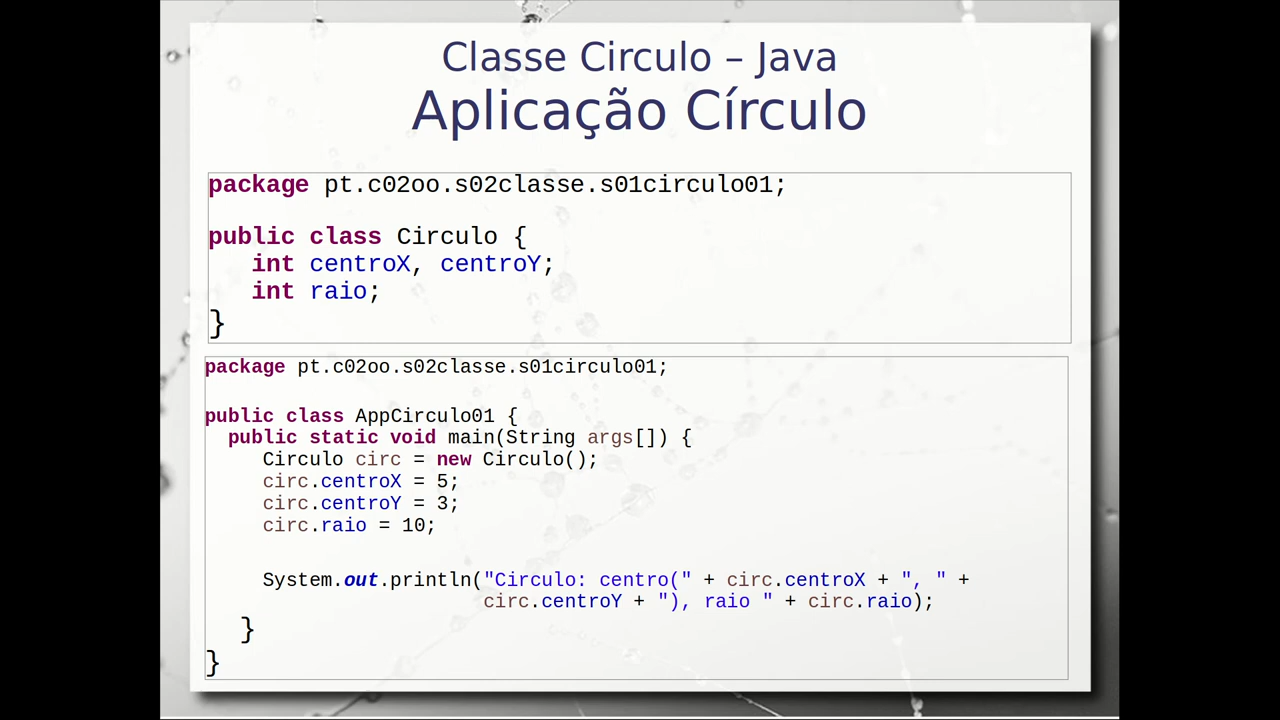 Classe Circulo – Java
Aplicação Círculo
package pt.c02oo.s02classe.s01circulo01;
public class Circulo {
int centroX, centroY;
int raio;
}
package pt.c02oo.s02classe.s01circulo01;
public class AppCirculo01 {
public static void main(String args[]) {
Circulo circ = new Circulo();
circ.centroX = 5;
circ.centroY = 3;
circ.raio = 10;
System.out.println("Circulo: centro(" + circ.centroX + ", " +
circ.centroY + "), raio " + circ.raio);
}
}